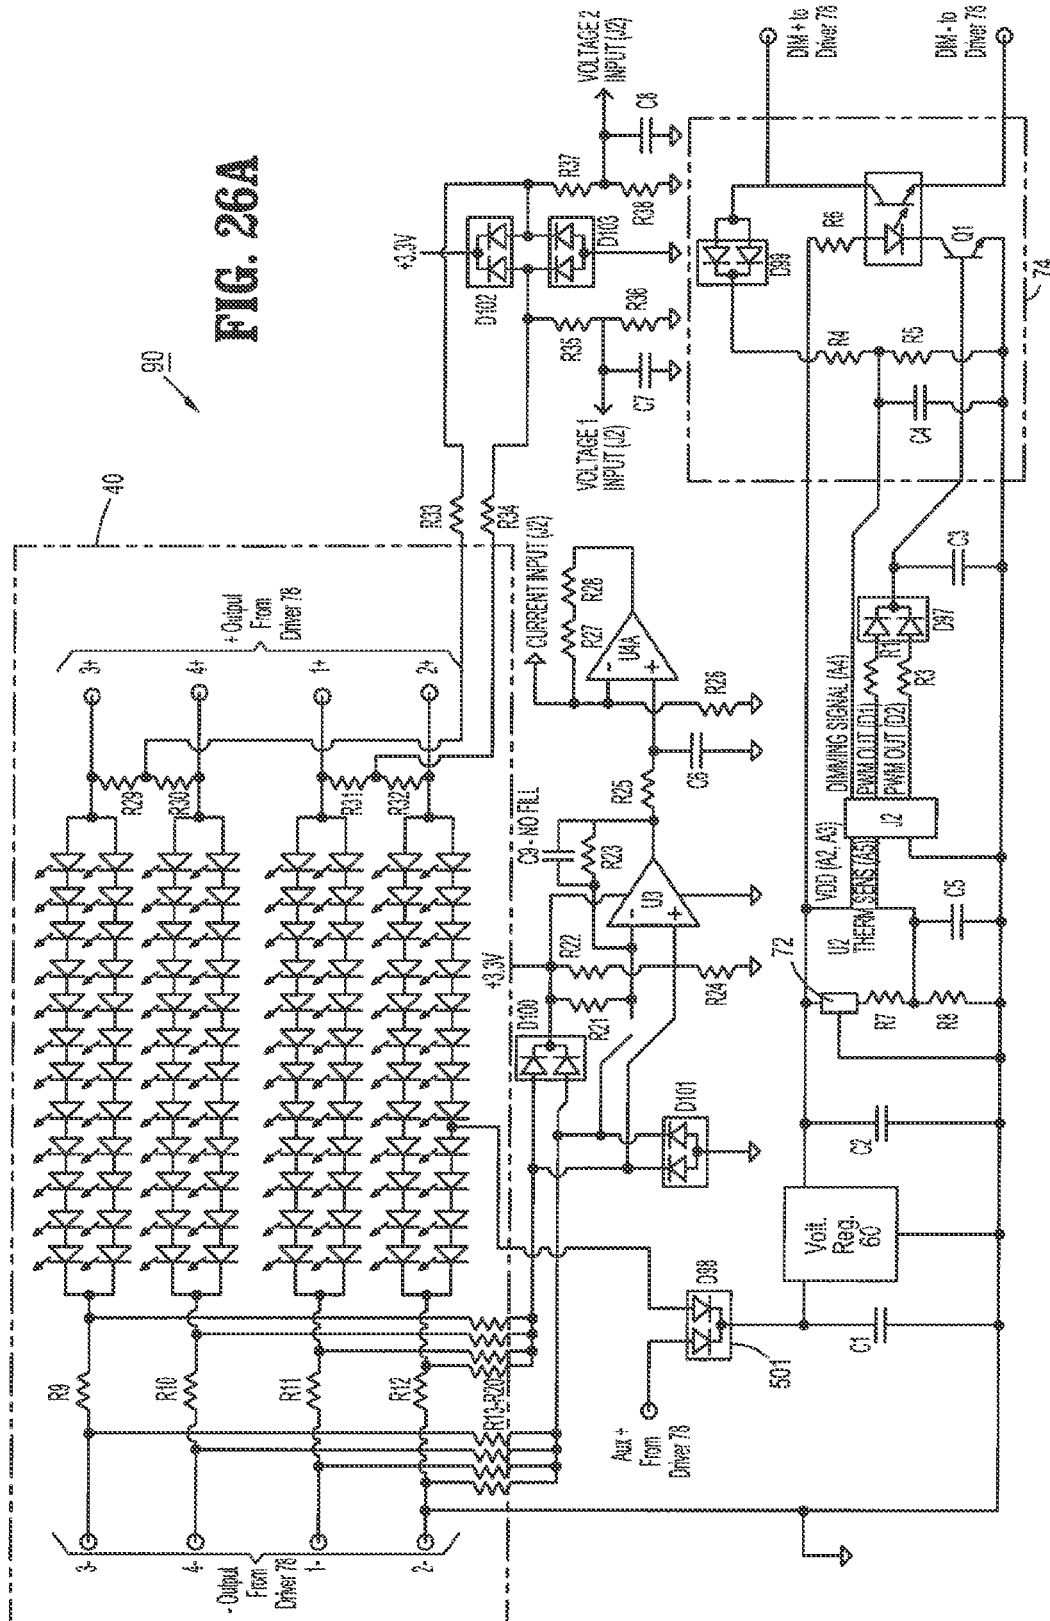 FIG. 26A
90
40
3+
4+
1+
2+
+ Output
From
Driver 78
R29
R30
R31
R32
R33
R34
3-
4-
1-
2-
- Output
From
Driver 78
R9
R10
R11
R12
R13-R20
+3.3V
D102
D103
R35
R36
R37
R38
C7
C8
VOLTAGE 1
INPUT (J2)
VOLTAGE 2
INPUT (J2)
CURRENT INPUT (J2)
R27
R28
U4A
-
+
R26
C6
R25
C9 - NO FILL
R23
U3
-
+
+3.3V
R22
R21
R24
D100
D101
Aux +
From
Driver 78
D98
501
C1
Volt.
Reg.
60
C2
72
R7
R8
C5
U2
VDD (A2, A3)
THERM SENS (A5)
J2
DIMMING SIGNAL (A4)
PWM OUT (D1)
PWM OUT (D2)
R1
R3
D97
C3
C4
R4
R5
D99
R6
Q1
74
DIM + to
Driver 78
DIM - to
Driver 78